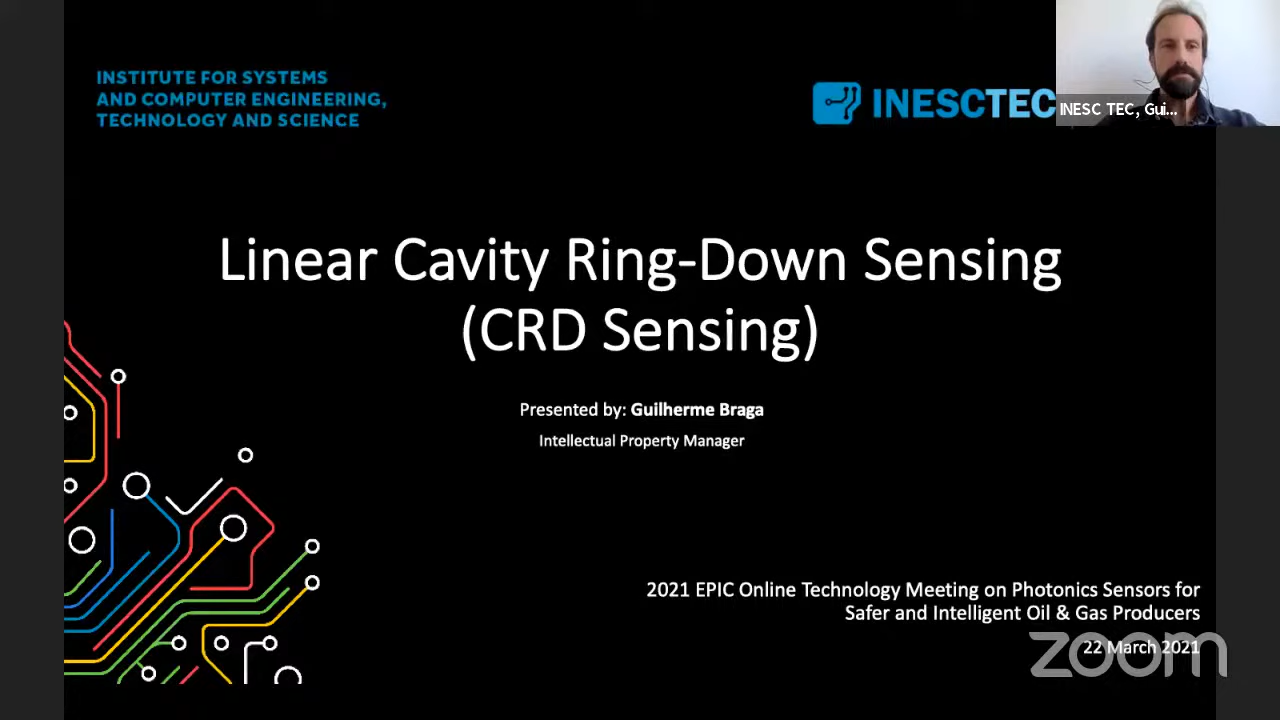 INSTITUTE FOR SYSTEMS
AND COMPUTER ENGINEERING,
TECHNOLOGY AND SCIENCE
INESCTEC
INESC TEC, Gui...
Linear Cavity Ring-Down Sensing
(CRD Sensing)
Presented by: Guilherme Braga
Intellectual Property Manager
2021 EPIC Online Technology Meeting on Photonics Sensors for
Safer and Intelligent Oil & Gas Producers
22 March 2021
zoom